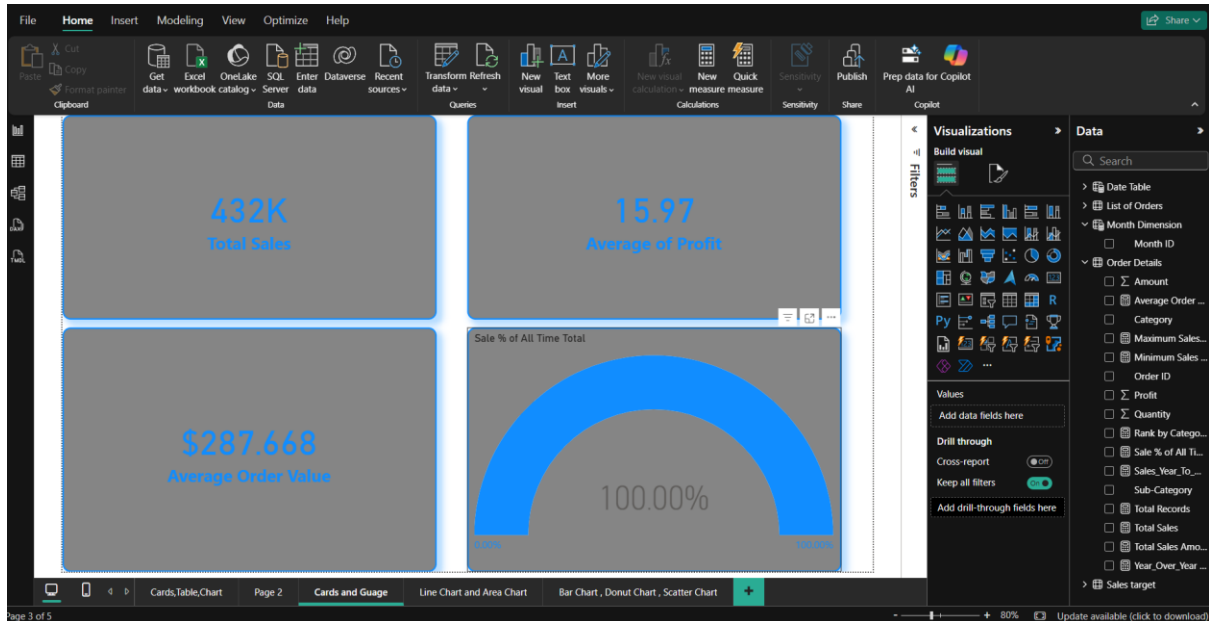 File Home Insert Modeling View Optimize Help Share
Paste
Cut
Copy
Format painter
Clipboard
Get data
Excel workbook
OneLake catalog
SQL Server
Enter data
Dataverse
Recent sources
Data
Transform data
Refresh
Queries
New visual
Text box
More visuals
Insert
New visual calculation
New measure
Quick measure
Calculations
Sensitivity
Sensitivity
Publish
Share
Prep data for AI
Copilot
Copilot
432K
Total Sales
15.97
Average of Profit
$287.668
Average Order Value
Sale % of All Time Total
100.00%
0.00% 100.00%
Filters
Visualizations
Build visual
R
Py
Values
Add data fields here
Drill through
Cross-report Off
Keep all filters On
Add drill-through fields here
Data
Search
Date Table
List of Orders
Month Dimension
Month ID
Order Details
Amount
Average Order ...
Category
Maximum Sales...
Minimum Sales ...
Order ID
Profit
Quantity
Rank by Catego...
Sale % of All Ti...
Sales_Year_To_...
Sub-Category
Total Records
Total Sales
Total Sales Amo...
Year_Over_Year ...
Sales target
Cards,Table,Chart Page 2 Cards and Guage Line Chart and Area Chart Bar Chart , Donut Chart , Scatter Chart +
Page 3 of 5 - + 80% Update available (click to download)